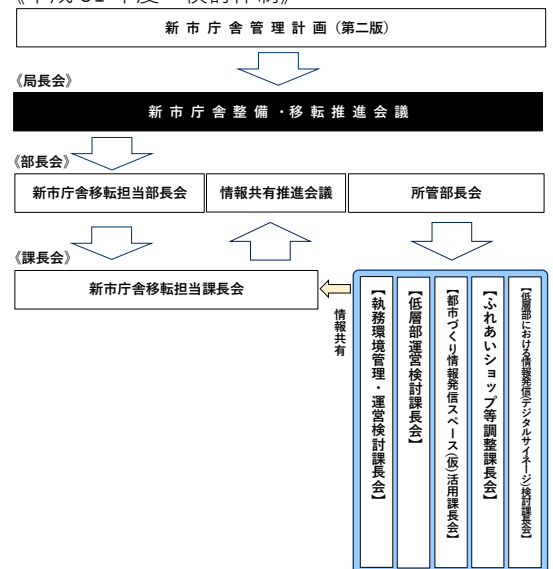 《平成 31 年度 検討体制》
新 市 庁 舎 管 理 計 画 （第二版）
《局長会》
新 市 庁 舎 整 備 ・ 移 転 推 進 会 議
《部長会》
新市庁舎移転担当部長会
情報共有推進会議
所管部長会
《課長会》
新市庁舎移転担当課長会
情報共有
【執務環境管理・運営検討課長会】
【低層部運営検討課長会】
【都市づくり情報発信スペース(仮)活用課長会】
【ふれあいショップ等調整課長会】
【低層部における情報発信(デジタルサイネージ)検討課長会】